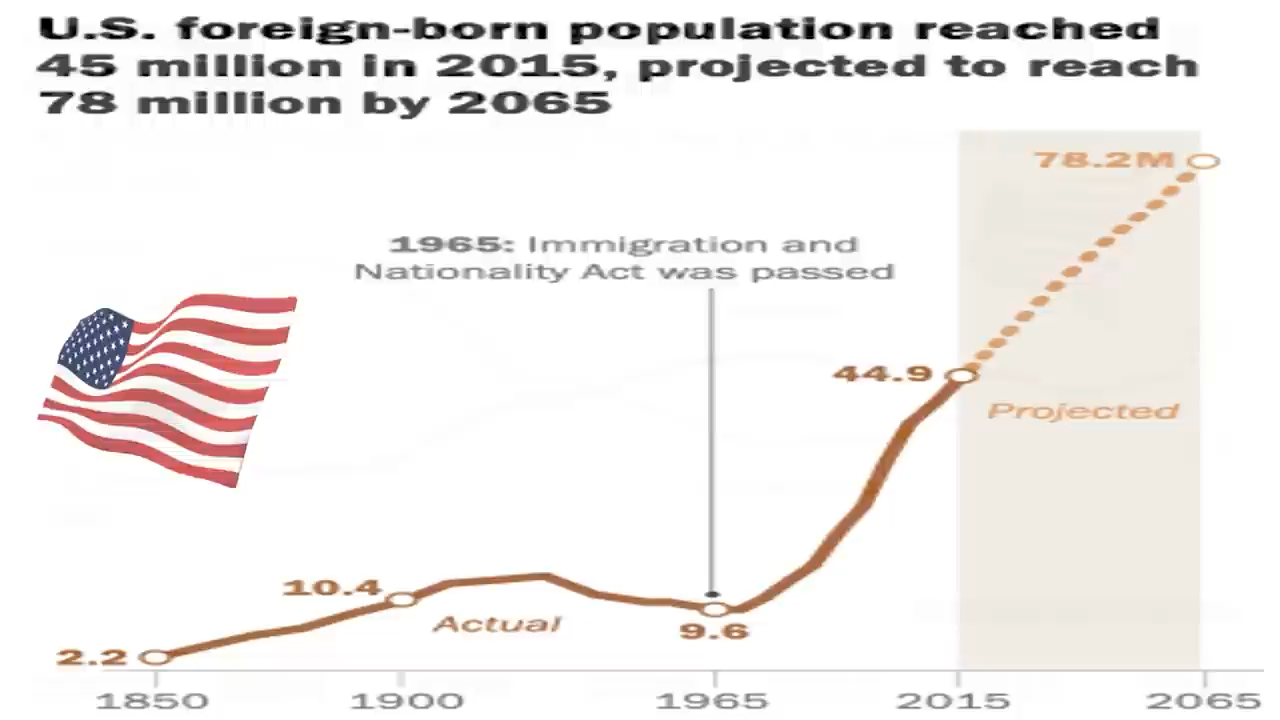 U.S. foreign-born population reached
45 million in 2015, projected to reach
78 million by 2065
78.2M
1965: Immigration and
Nationality Act was passed
44.9
Projected
10.4
Actual
9.6
2.2
1850
1900
1965
2015
2065